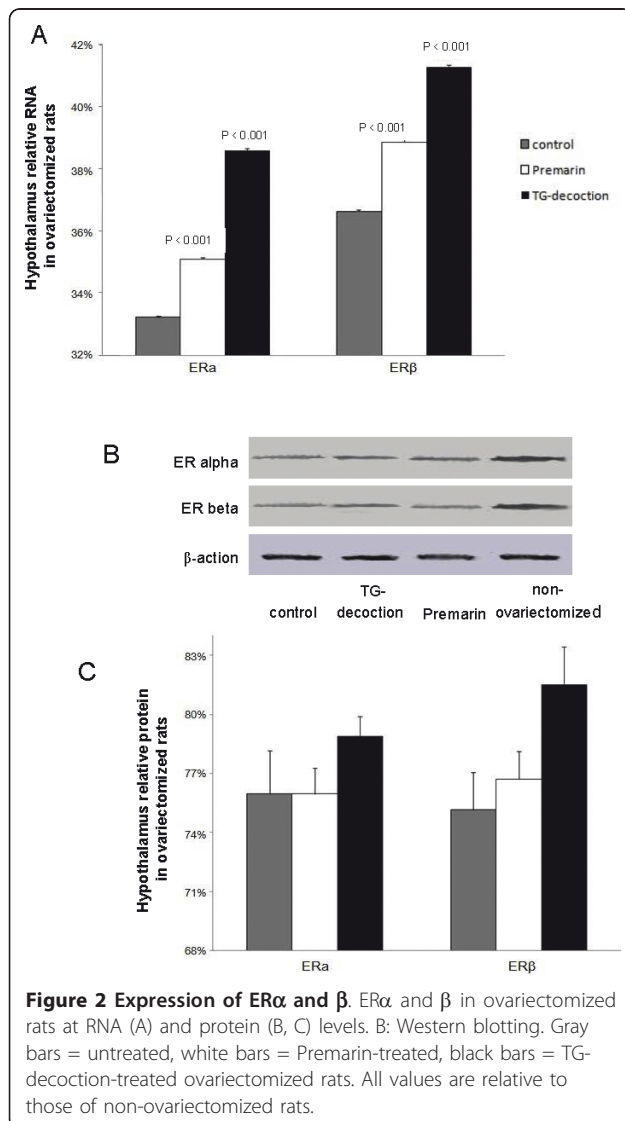 A
Hypothalamus relative RNA
in ovariectomized rats
42%
40%
38%
36%
34%
32%
P < 0.001
P < 0.001
P < 0.001
P < 0.001
control
Premarin
TG-decoction
ERa
ERβ
B
ER alpha
ER beta
β-action
control
TG-
decoction
Premarin
non-
ovariectomized
C
Hypothalamus relative protein
in ovariectomized rats
83%
80%
77%
74%
71%
68%
ERa
ERβ
Figure 2 Expression of ERα and β. ERα and β in ovariectomized
rats at RNA (A) and protein (B, C) levels. B: Western blotting. Gray
bars = untreated, white bars = Premarin-treated, black bars = TG-
decoction-treated ovariectomized rats. All values are relative to
those of non-ovariectomized rats.